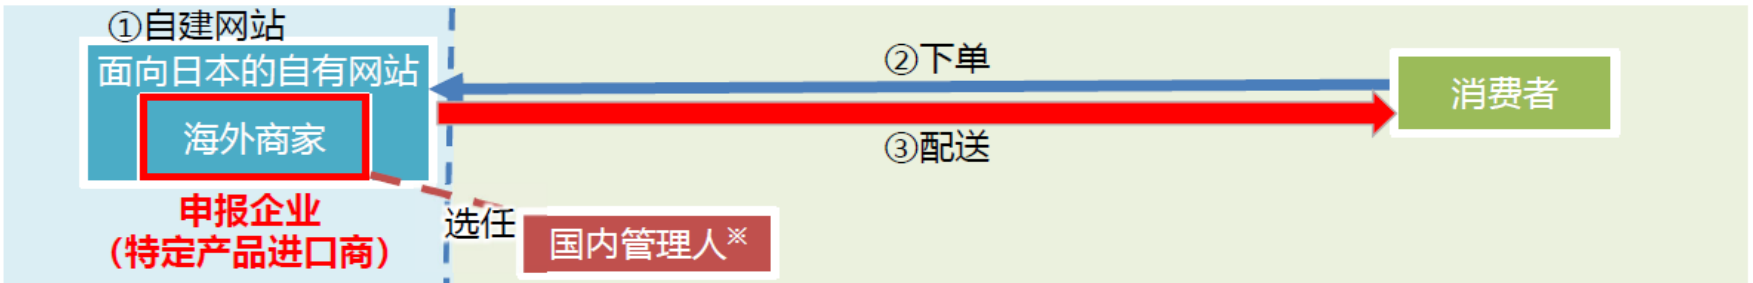 ①自建网站
面向日本的自有网站
海外商家
申报企业
（特定产品进口商）
②下单
③配送
消费者
选任
国内管理人※